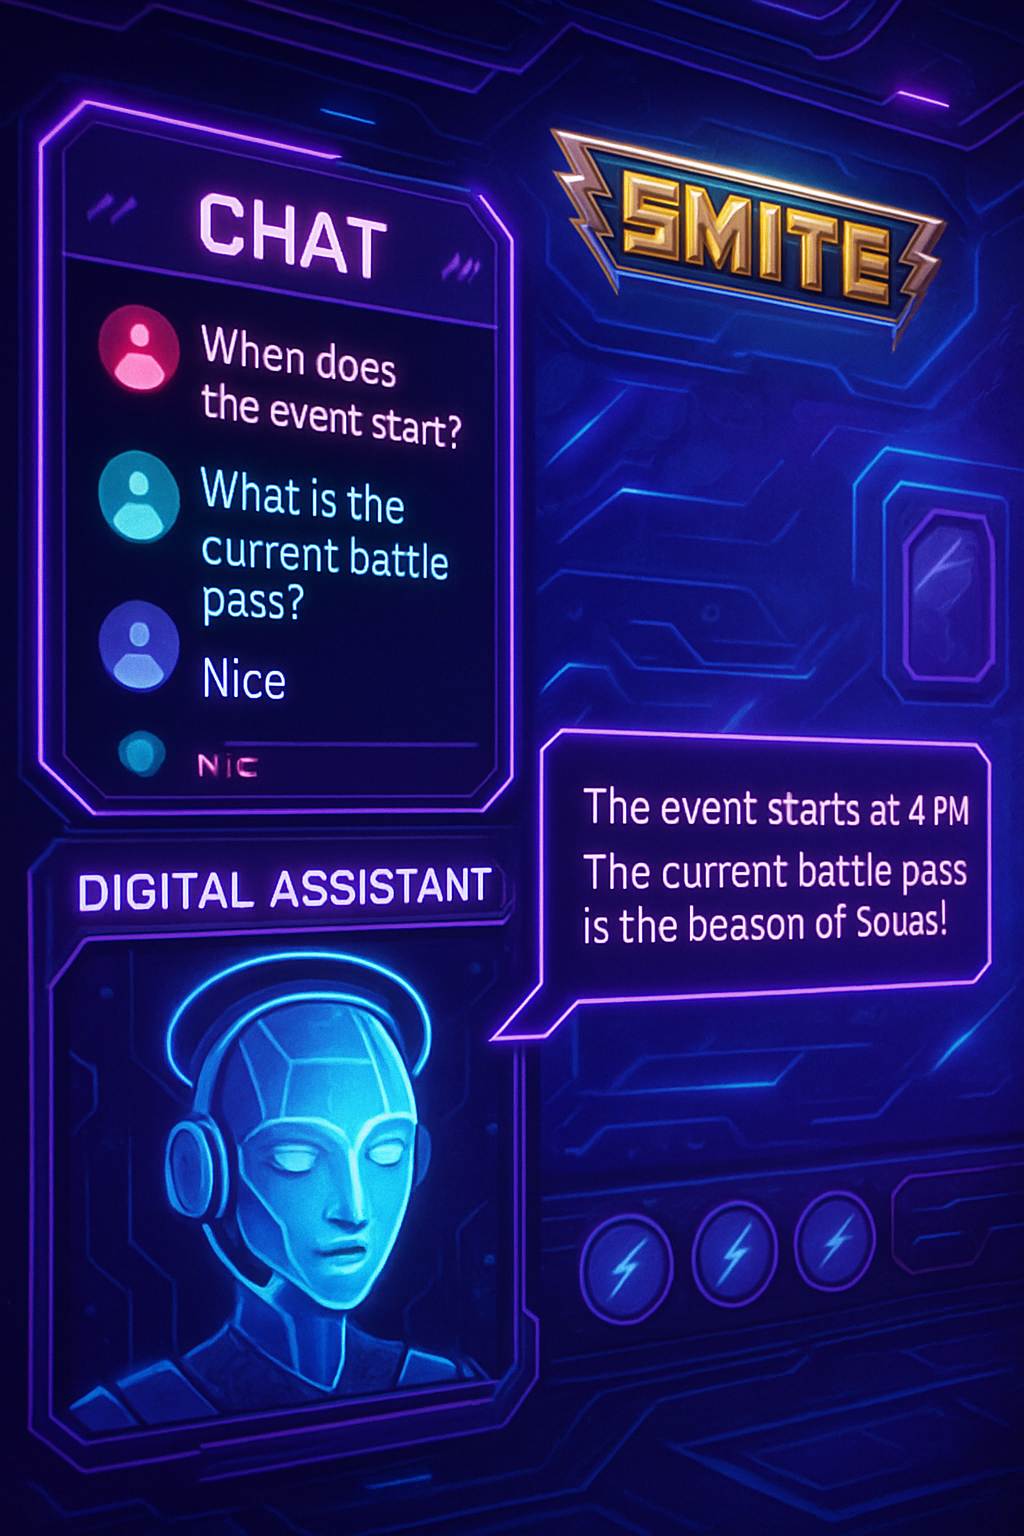 CHAT
When does
the event start?
What is the
current battle
pass?
Nice
NIC
SMITE
The event starts at 4 PM
The current battle pass
is the beason of Souas!
DIGITAL ASSISTANT